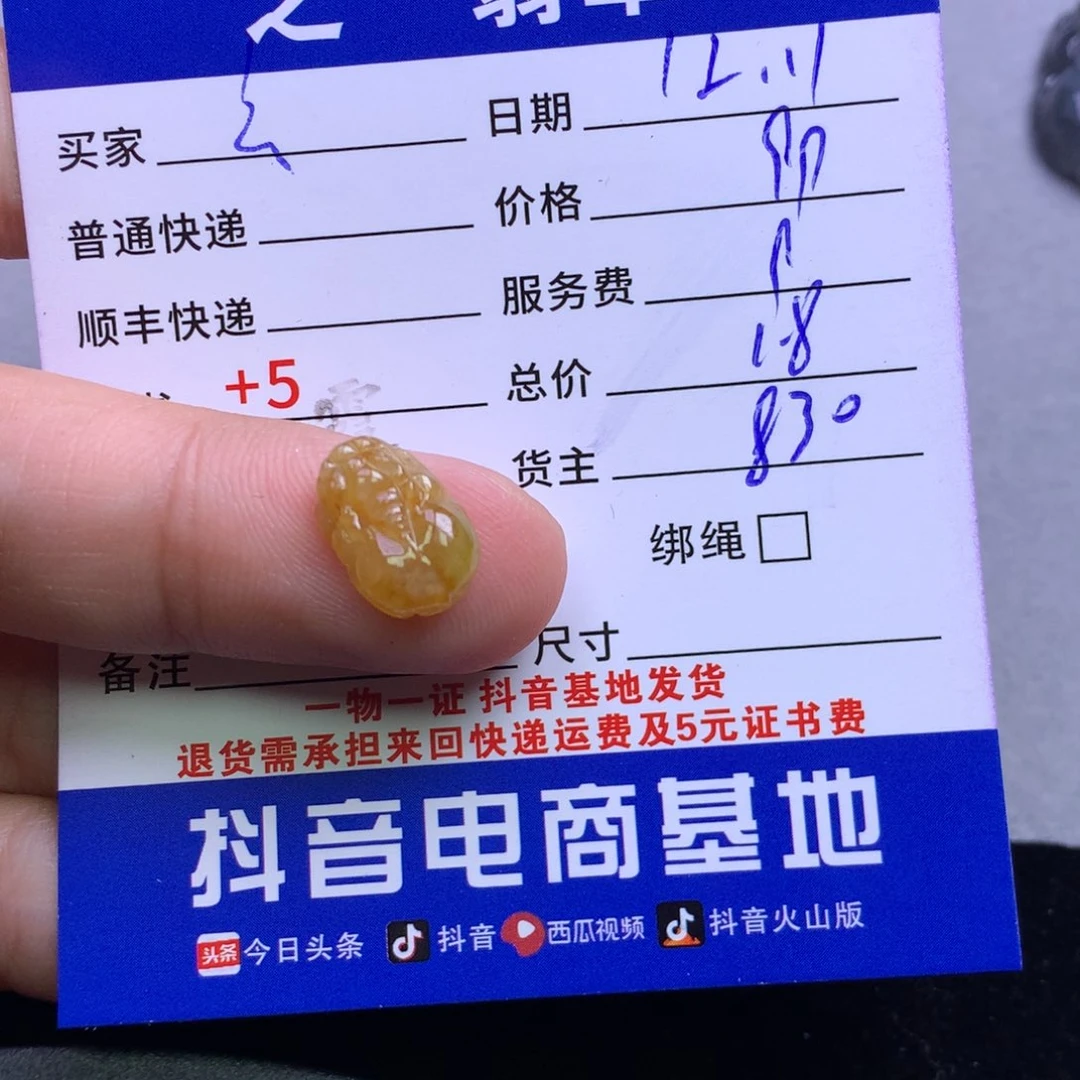 买家 日期 12.11
普通快递 价格 99
顺丰快递 服务费
+5 总价 1.8
货主 830
绑绳
备注 尺寸
一物一证 抖音基地发货
退货需承担来回快递运费及5元证书费
抖音电商基地
头条 今日头条 抖音 西瓜视频 抖音火山版